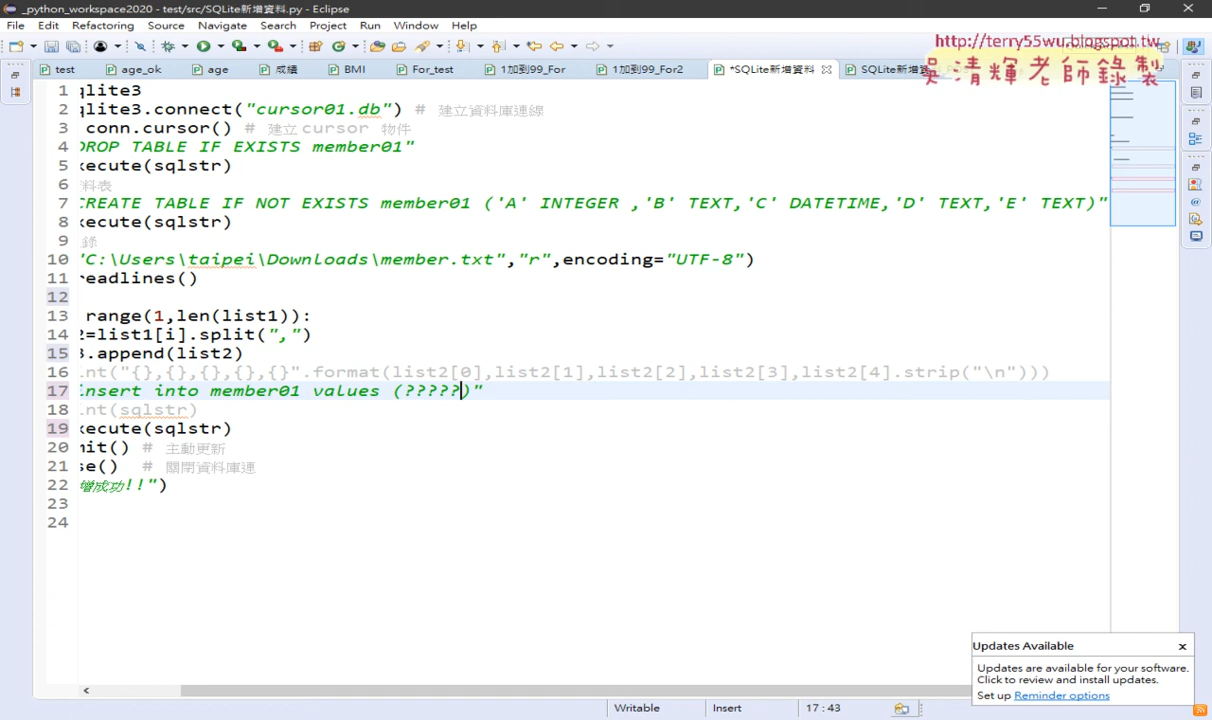 _python_workspace2020 - test/src/SQLite新增資料.py - Eclipse
File Edit Refactoring Source Navigate Search Project Run Window Help
http://terry55wu.blogspot.tw
吳清輝老師錄製
test age_ok age 成績 BMI For_test 1加到99_For 1加到99_For2 *SQLite新增資料 SQLite新增資
1 qlite3
2 qlite3.connect("cursor01.db") # 建立資料庫連線
3 conn.cursor() # 建立 cursor 物件
4 DROP TABLE IF EXISTS member01"
5 xecute(sqlstr)
6 料表
7 CREATE TABLE IF NOT EXISTS member01 ('A' INTEGER ,'B' TEXT,'C' DATETIME,'D' TEXT,'E' TEXT)"
8 xecute(sqlstr)
9 錄
10 "C:\Users\taipei\Downloads\member.txt","r",encoding="UTF-8")
11 readlines()
12
13 range(1,len(list1)):
14 2=list1[i].split(",")
15 3.append(list2)
16 int("{},{},{},{},{}".format(list2[0],list2[1],list2[2],list2[3],list2[4].strip("\n")))
17 insert into member01 values (?????)"
18 int(sqlstr)
19 xecute(sqlstr)
20 mit() # 主動更新
21 se() # 關閉資料庫連
22 增成功!!")
23
24
Updates Available
Updates are available for your software.
Click to review and install updates.
Set up Reminder options
Writable Insert 17 : 43